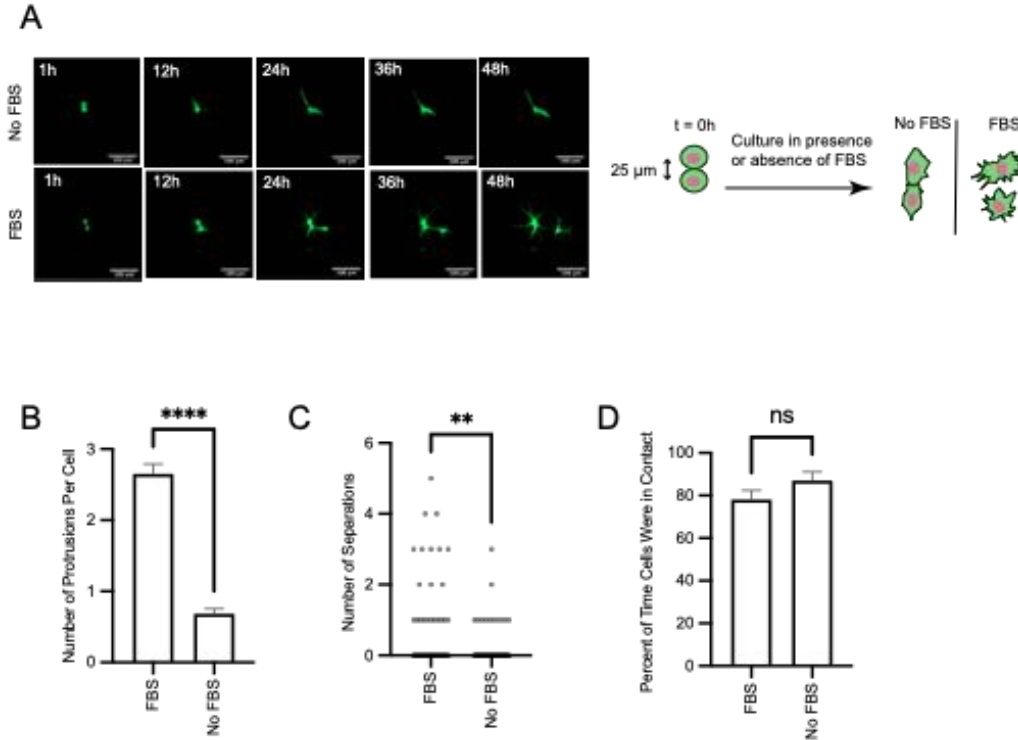 A
No FBS
1h
12h
24h
36h
48h
FBS
1h
12h
24h
36h
48h
t = 0h
25 µm
Culture in presence
or absence of FBS
No FBS
FBS
B
****
Number of Protrusions Per Cell
3
2
1
0
FBS
No FBS
C
**
Number of Separations
6
4
2
0
FBS
No FBS
D
ns
Percent of Time Cells Were in Contact
100
80
60
40
20
0
FBS
No FBS